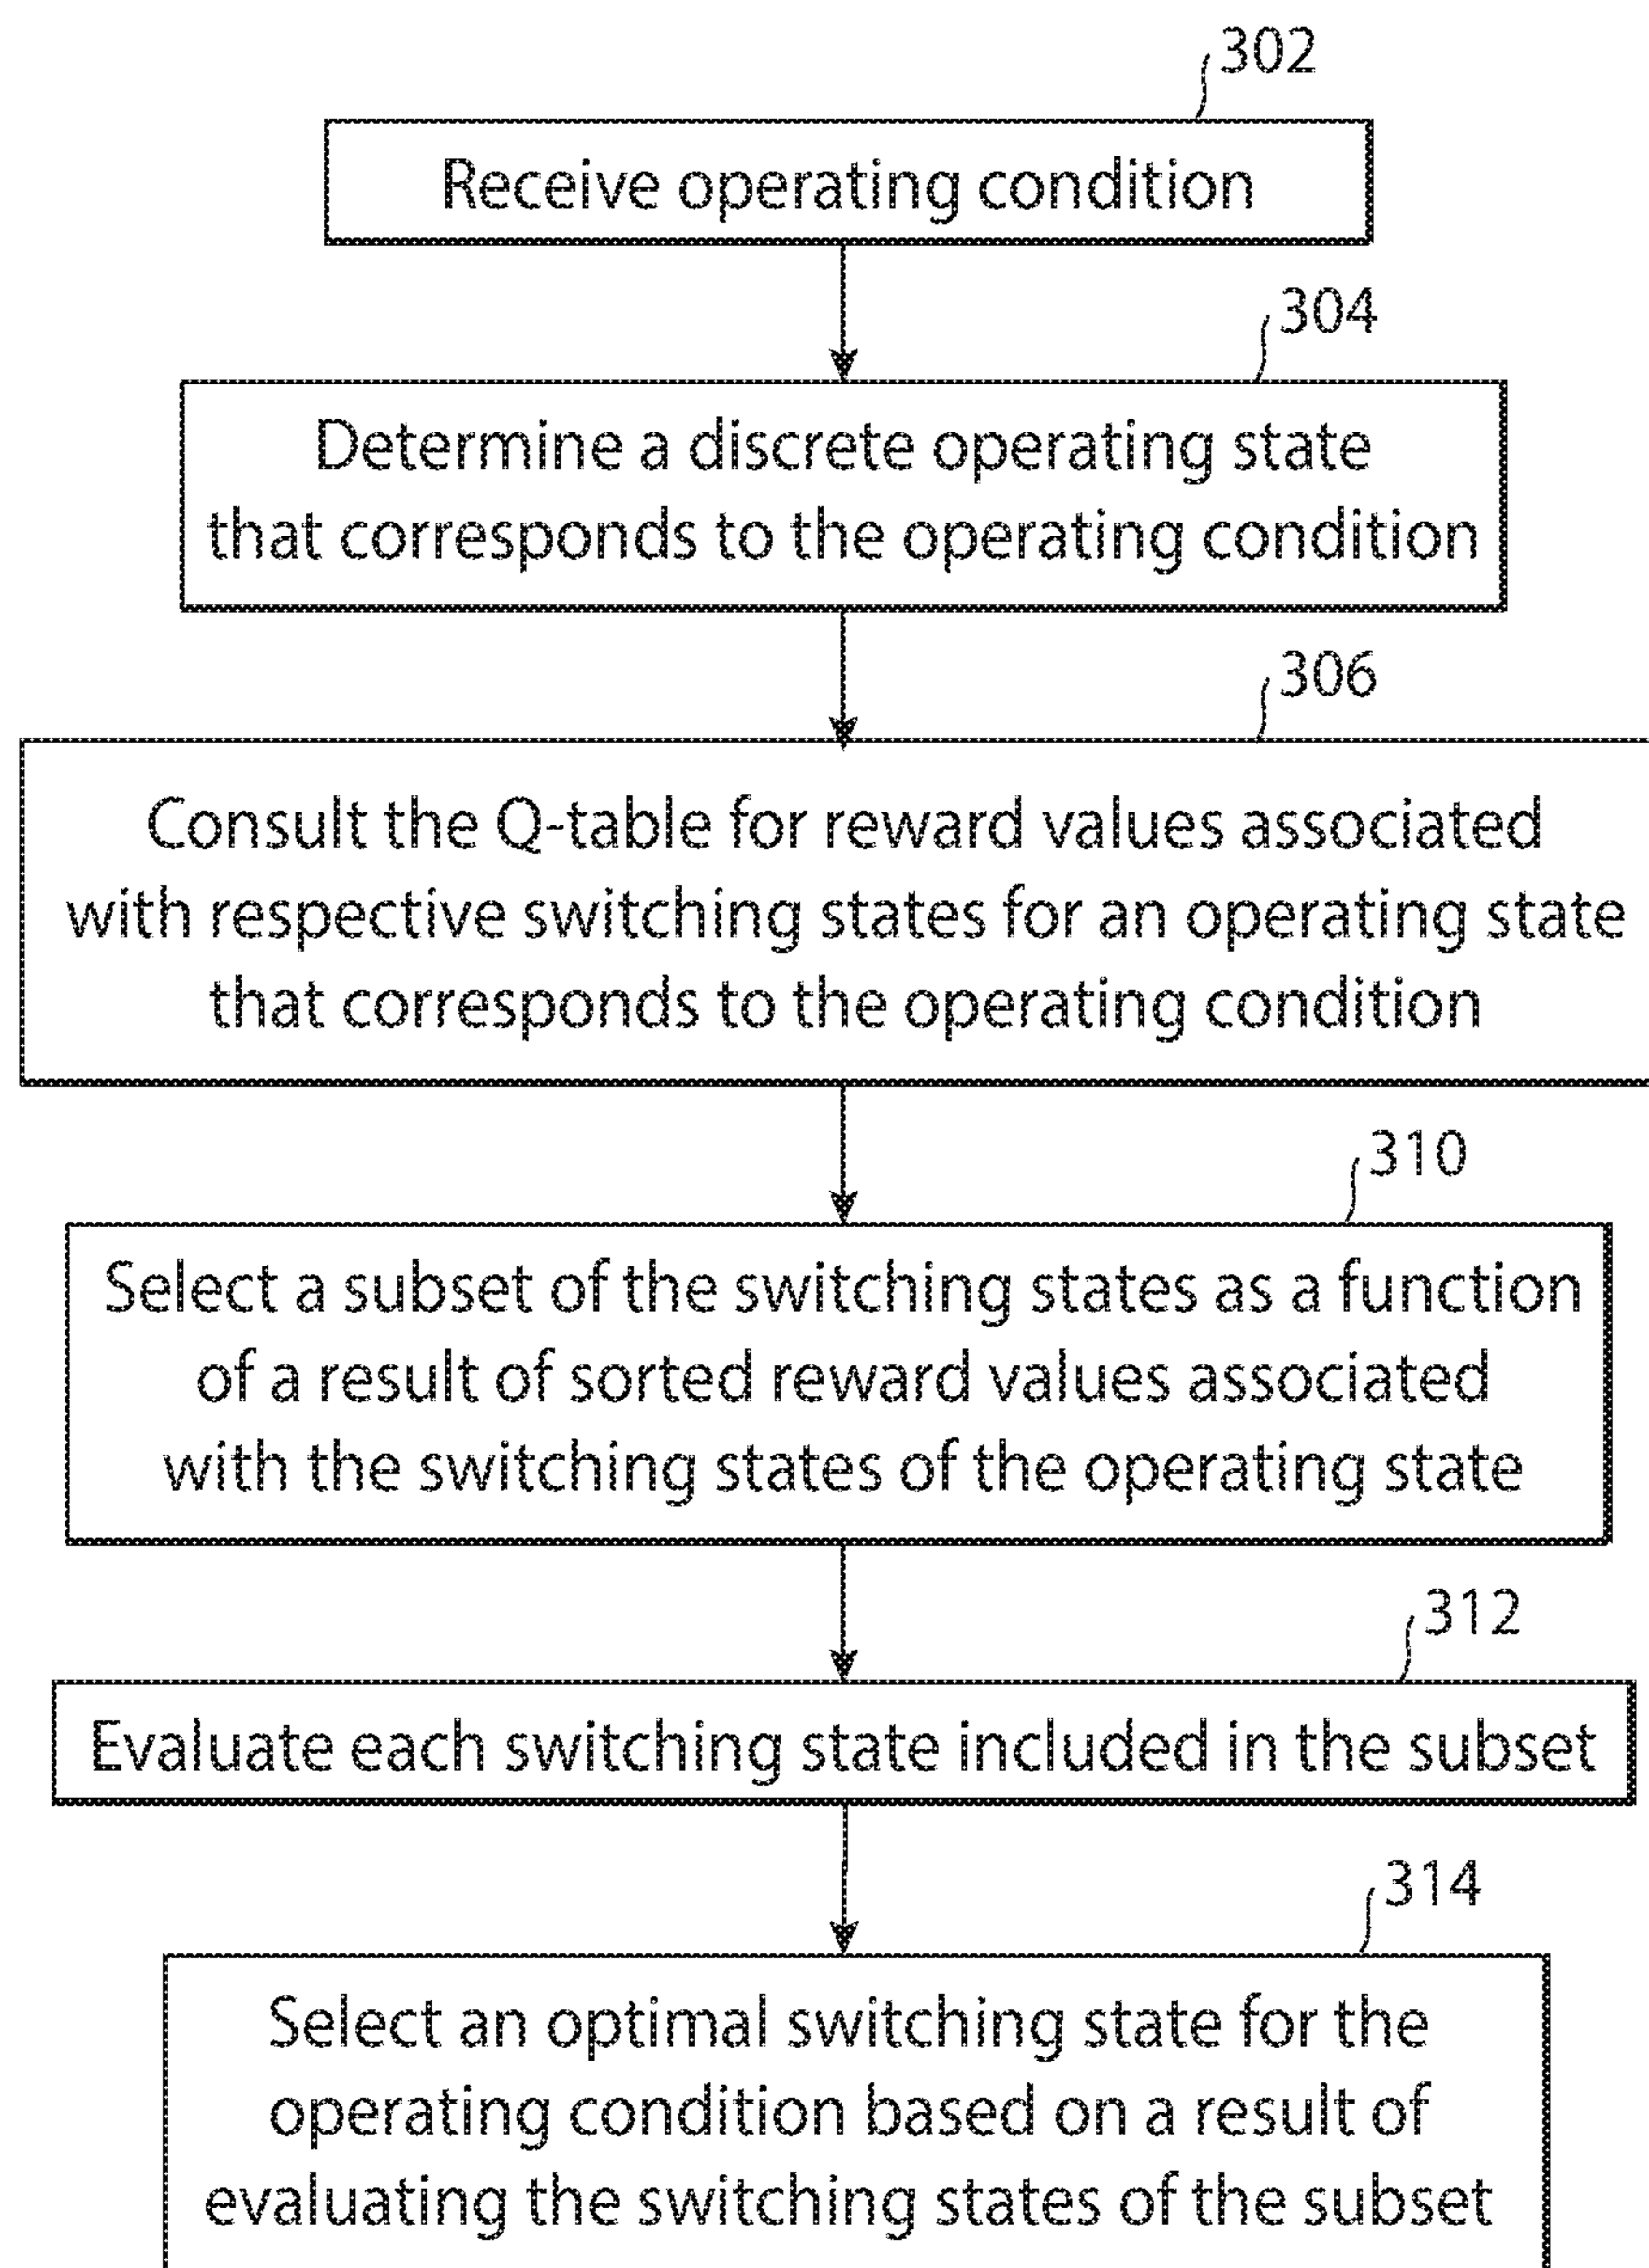 302
Receive operating condition
304
Determine a discrete operating state
that corresponds to the operating condition
306
Consult the Q-table for reward values associated
with respective switching states for an operating state
that corresponds to the operating condition
310
Select a subset of the switching states as a function
of a result of sorted reward values associated
with the switching states of the operating state
312
Evaluate each switching state included in the subset
314
Select an optimal switching state for the
operating condition based on a result of
evaluating the switching states of the subset